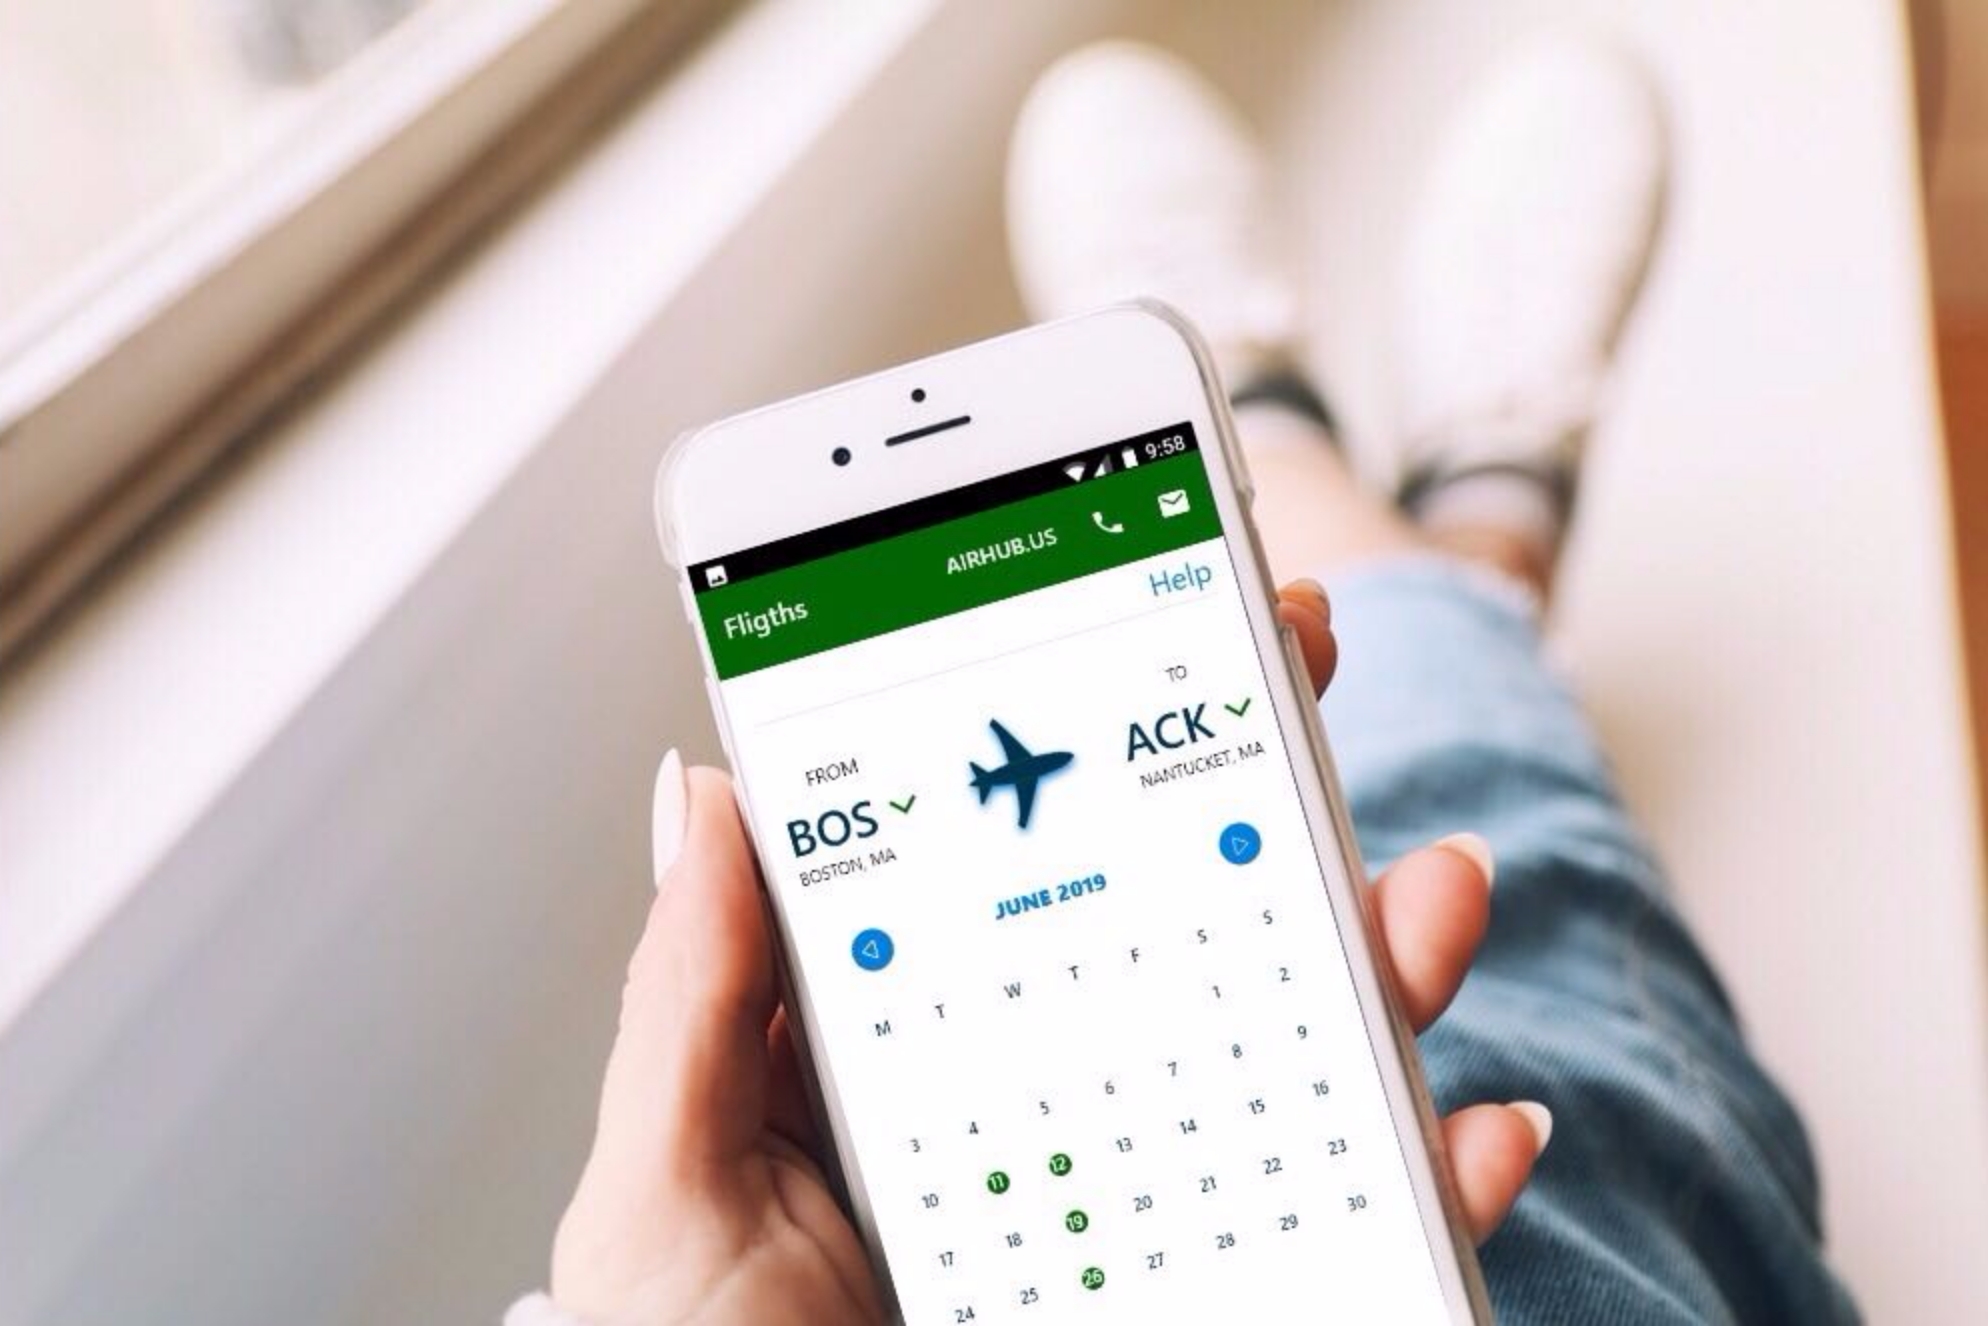 9:58
AIRHUB.US
Fligths
Help
FROM
TO
BOS
ACK
BOSTON, MA
NANTUCKET, MA
JUNE 2019
M T W T F S S
1 2
3 4 5 6 7 8 9
10 11 12 13 14 15 16
17 18 19 20 21 22 23
24 25 26 27 28 29 30